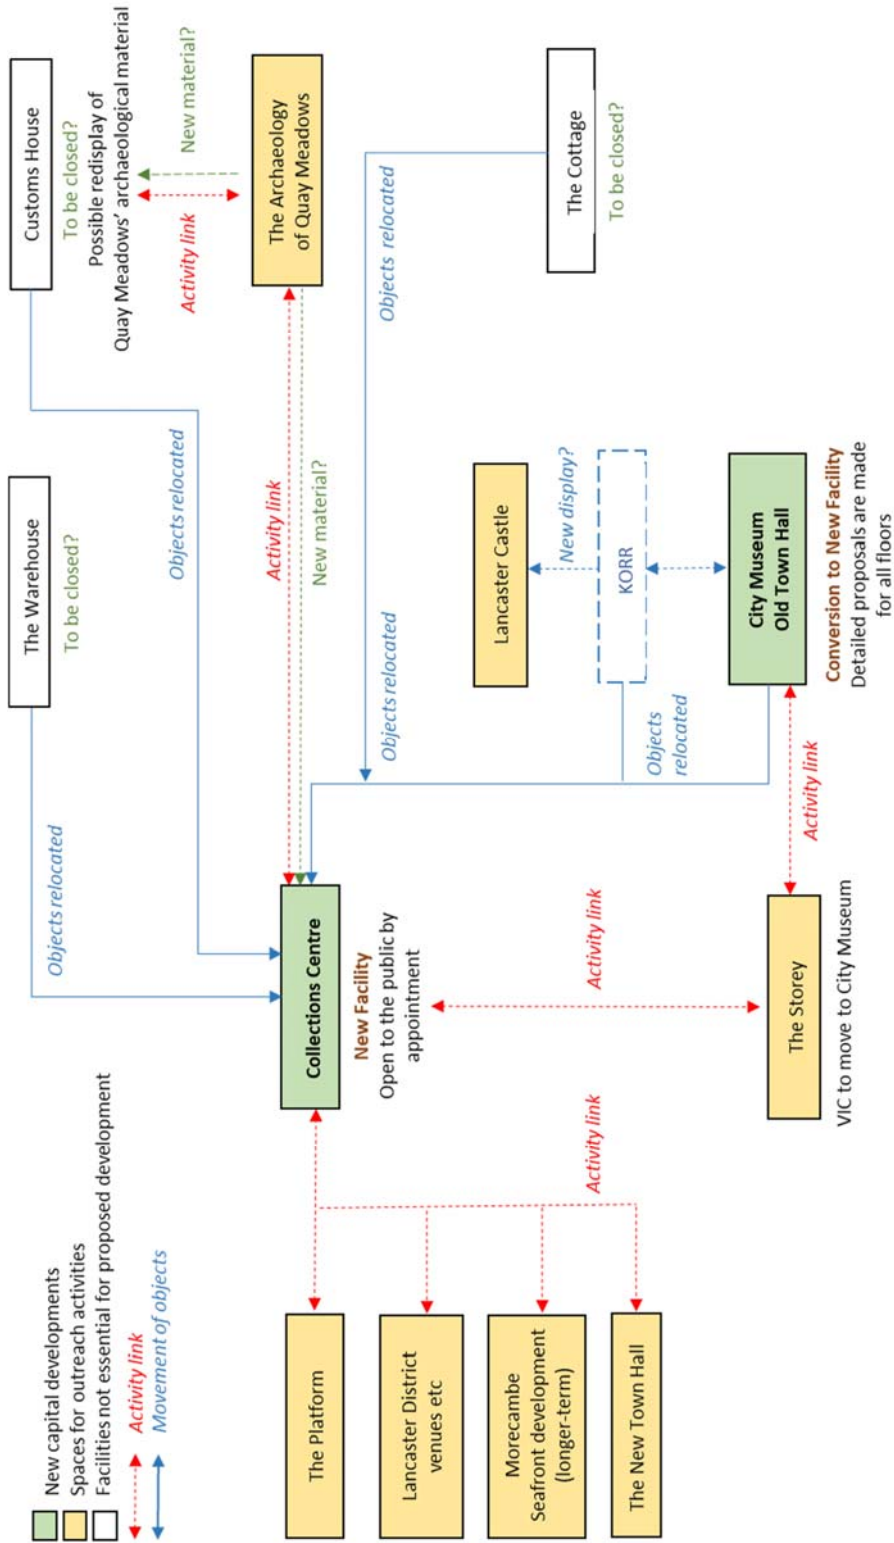 New capital developments
Spaces for outreach activities
Facilities not essential for proposed development
Activity link
Movement of objects
The Warehouse
To be closed?
Objects relocated
Customs House
To be closed?
Possible redisplay of
Quay Meadows’ archaeological material
Objects relocated
Activity link
New material?
The Archaeology
of Quay Meadows
Activity link
New material?
Collections Centre
New Facility
Open to the public by
appointment
Objects relocated
Objects relocated
The Cottage
To be closed?
The Platform
Lancaster District
venues etc
Morecambe
Seafront development
(longer-term)
The New Town Hall
Activity link
Activity link
Lancaster Castle
New display?
KORR
Objects
relocated
City Museum
Old Town Hall
Conversion to New Facility
Detailed proposals are made
for all floors
Activity link
The Storey
VIC to move to City Museum